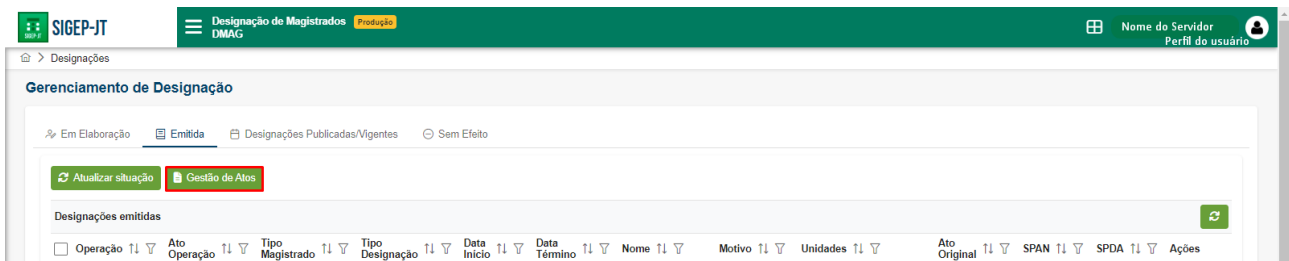 SIGEP-JT
Designação de Magistrados Produção
DMAG
Nome do Servidor
Perfil do usuário
Designações
Gerenciamento de Designação
Em Elaboração Emitida Designações Publicadas/Vigentes Sem Efeito
Atualizar situação Gestão de Atos
Designações emitidas
Operação Ato Operação Tipo Magistrado Tipo Designação Data Início Data Término Nome Motivo Unidades Ato Original SPAN SPDA Ações